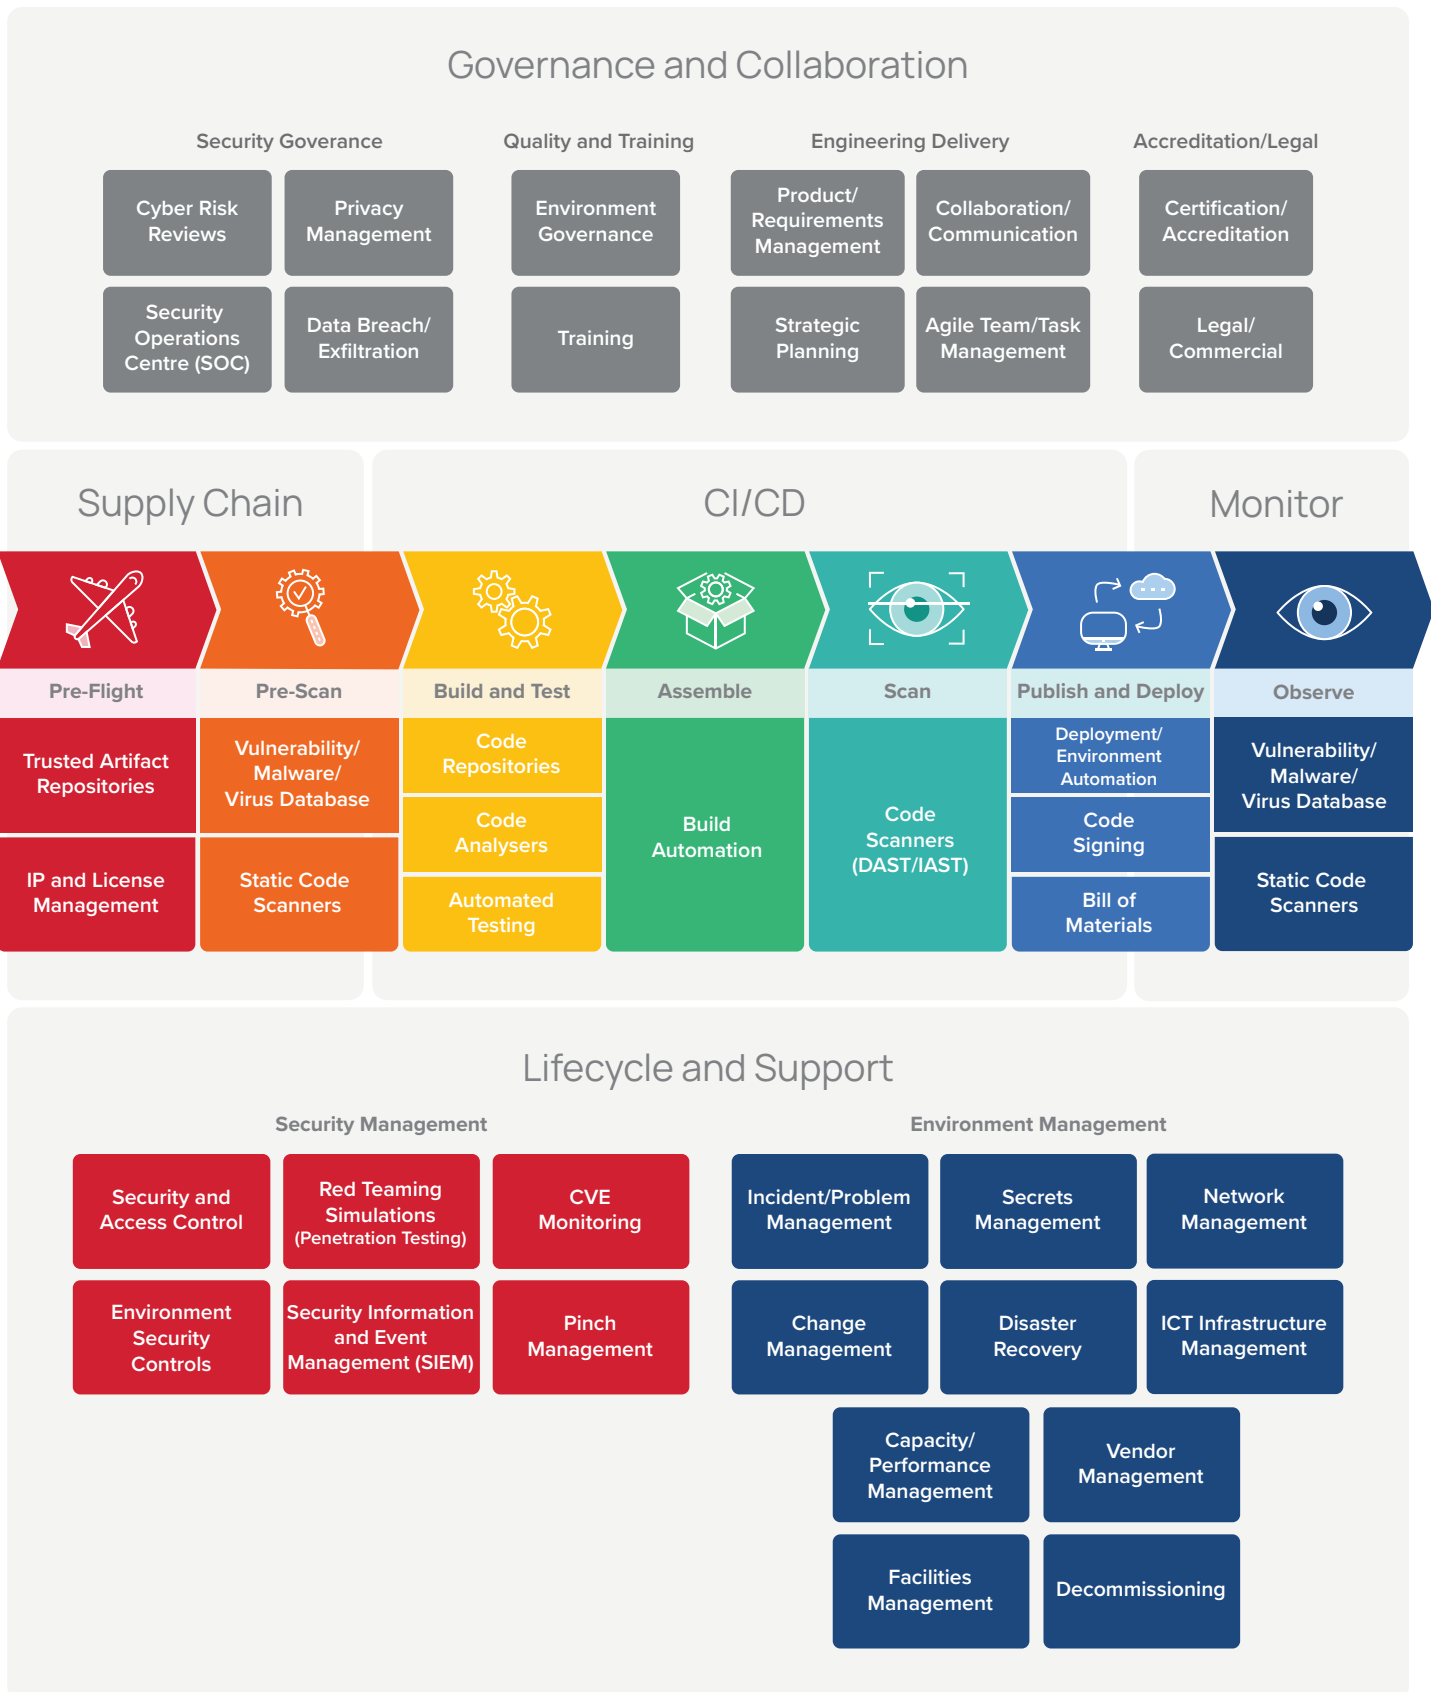 Governance and Collaboration
Security Goverance
Quality and Training
Engineering Delivery
Accreditation/Legal
Cyber Risk
Reviews
Privacy
Management
Environment
Governance
Product/
Requirements
Management
Collaboration/
Communication
Certification/
Accreditation
Security
Operations
Centre (SOC)
Data Breach/
Exfiltration
Training
Strategic
Planning
Agile Team/Task
Management
Legal/
Commercial
Supply Chain
CI/CD
Monitor
Pre-Flight
Pre-Scan
Build and Test
Assemble
Scan
Publish and Deploy
Observe
Trusted Artifact
Repositories
IP and License
Management
Vulnerability/
Malware/
Virus Database
Static Code
Scanners
Code
Repositories
Code
Analysers
Automated
Testing
Build
Automation
Code
Scanners
(DAST/IAST)
Deployment/
Environment
Automation
Code
Signing
Bill of
Materials
Vulnerability/
Malware/
Virus Database
Static Code
Scanners
Lifecycle and Support
Security Management
Security and
Access Control
Red Teaming
Simulations
(Penetration Testing)
CVE
Monitoring
Environment
Security
Controls
Security Information
and Event
Management (SIEM)
Pinch
Management
Environment Management
Incident/Problem
Management
Secrets
Management
Network
Management
Change
Management
Disaster
Recovery
ICT Infrastructure
Management
Capacity/
Performance
Management
Vendor
Management
Facilities
Management
Decommissioning